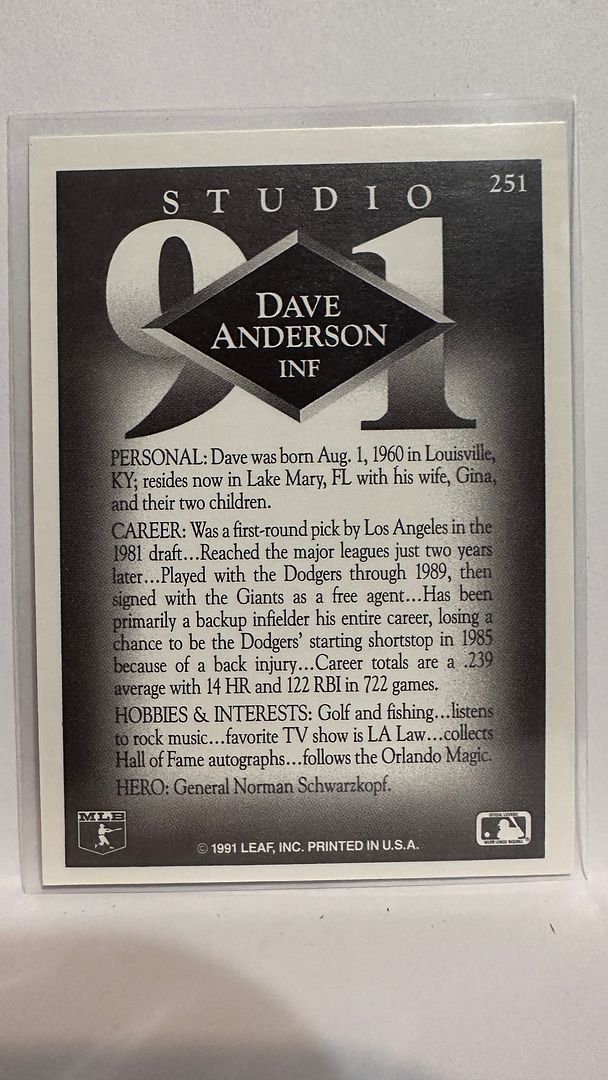 STUDIO
251
91
DAVE
ANDERSON
INF
PERSONAL: Dave was born Aug. 1, 1960 in Louisville,
KY; resides now in Lake Mary, FL with his wife, Gina,
and their two children.
CAREER: Was a first-round pick by Los Angeles in the
1981 draft...Reached the major leagues just two years
later...Played with the Dodgers through 1989, then
signed with the Giants as a free agent...Has been
primarily a backup infielder his entire career, losing a
chance to be the Dodgers' starting shortstop in 1985
because of a back injury...Career totals are a .239
average with 14 HR and 122 RBI in 722 games.
HOBBIES & INTERESTS: Golf and fishing...listens
to rock music...favorite TV show is LA Law...collects
Hall of Fame autographs...follows the Orlando Magic.
HERO: General Norman Schwarzkopf.
MLB
© 1991 LEAF, INC. PRINTED IN U.S.A.
MAJOR LEAGUE BASEBALL